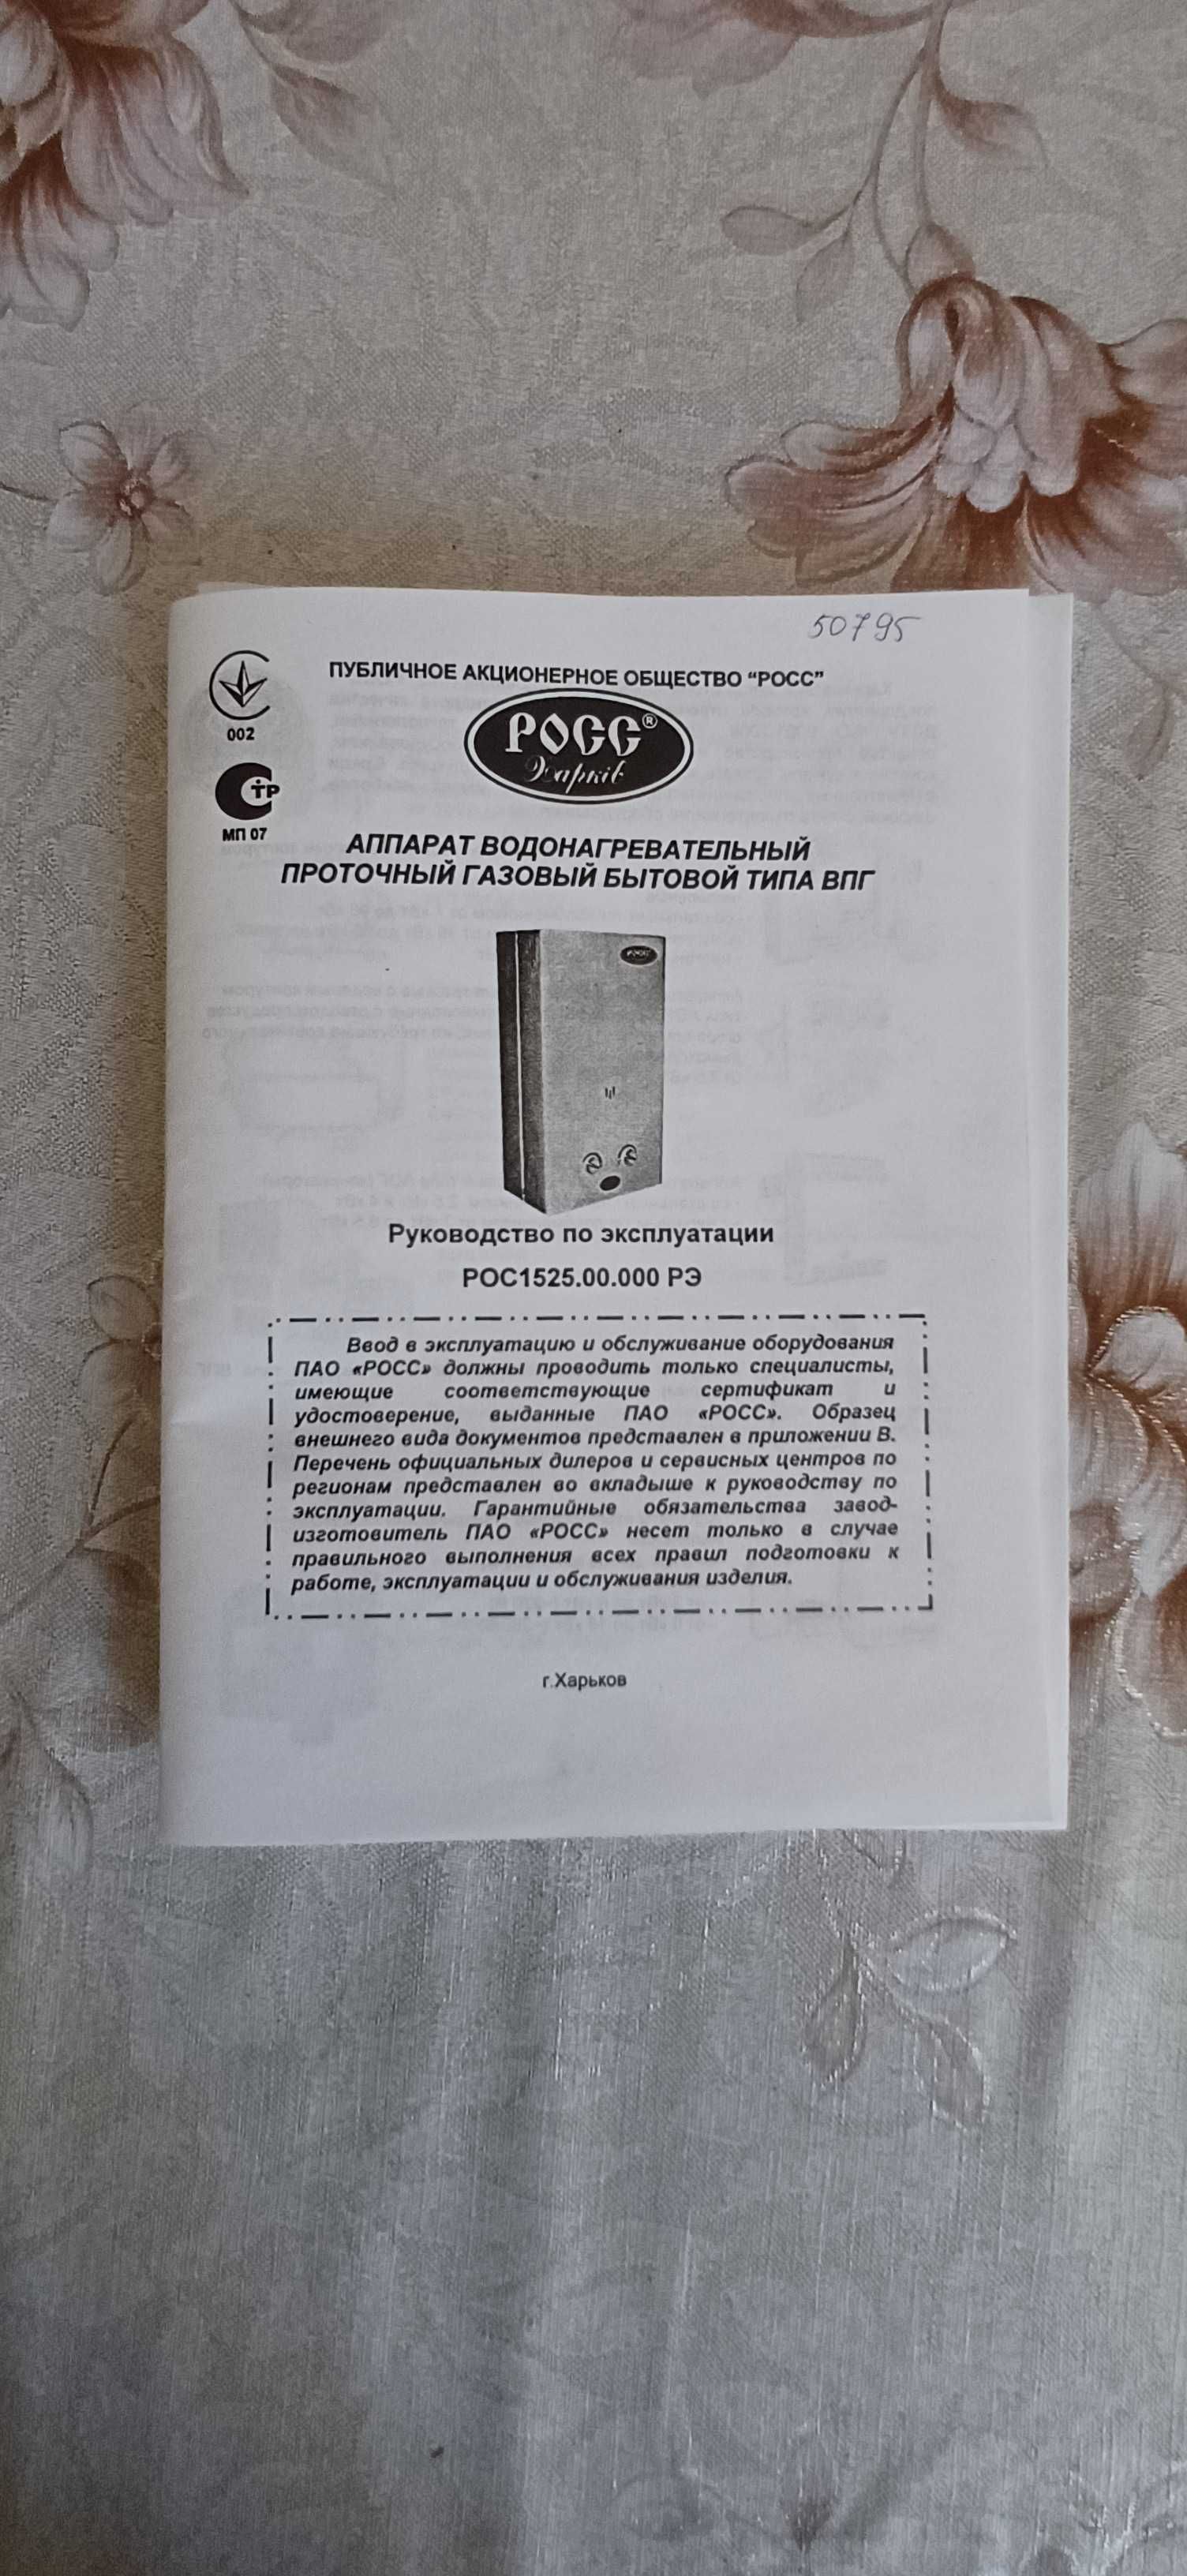 50795
ПУБЛИЧНОЕ АКЦИОНЕРНОЕ ОБЩЕСТВО “РОСС”
002
РОСС®
Харків
ТР
МП 07
АППАРАТ ВОДОНАГРЕВАТЕЛЬНЫЙ
ПРОТОЧНЫЙ ГАЗОВЫЙ БЫТОВОЙ ТИПА ВПГ
РОСС
Руководство по эксплуатации
РОС1525.00.000 РЭ
Ввод в эксплуатацию и обслуживание оборудования
ПАО «РОСС» должны проводить только специалисты,
имеющие соответствующие сертификат и
удостоверение, выданные ПАО «РОСС». Образец
внешнего вида документов представлен в приложении В.
Перечень официальных дилеров и сервисных центров по
регионам представлен во вкладыше к руководству по
эксплуатации. Гарантийные обязательства завод-
изготовитель ПАО «РОСС» несет только в случае
правильного выполнения всех правил подготовки к
работе, эксплуатации и обслуживания изделия.
г.Харьков